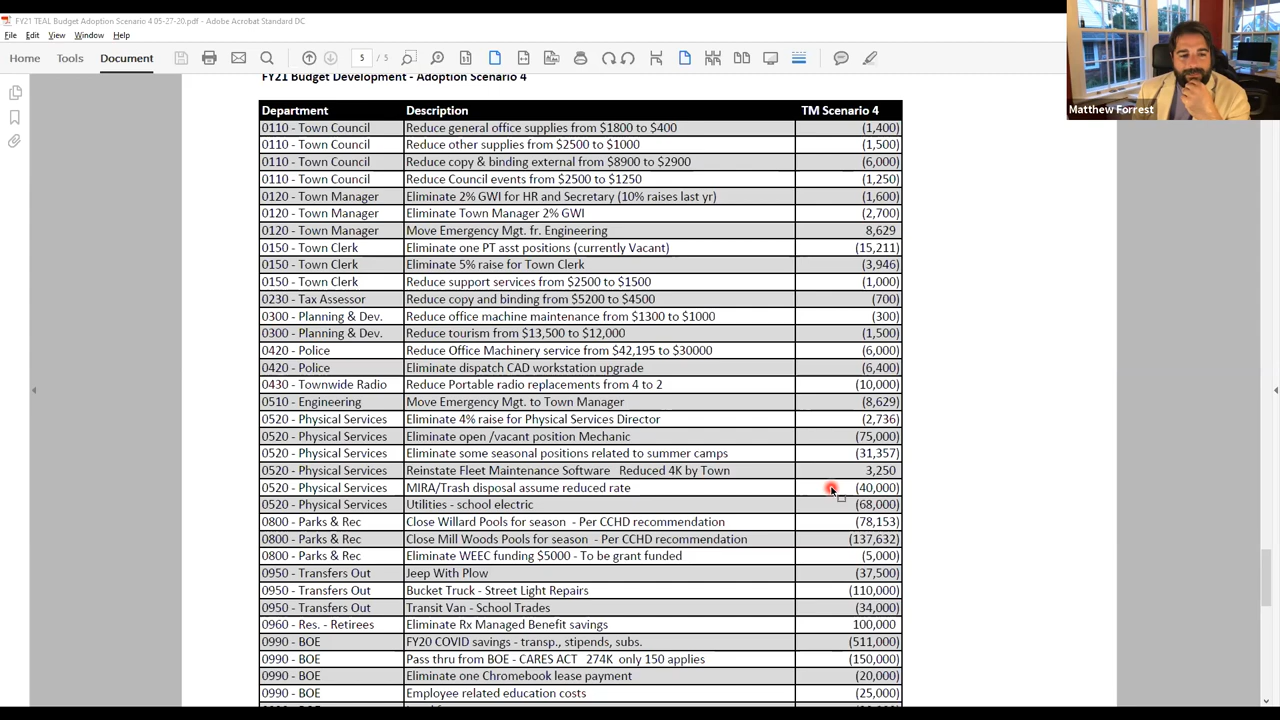 FY21 TEAL Budget Adoption Scenario 4 05-27-20.pdf - Adobe Acrobat Standard DC
File Edit View Window Help
Home Tools Document 5 / 5
Matthew Forrest
FY21 Budget Development - Adoption Scenario 4
Department Description TM Scenario 4
0110 - Town Council Reduce general office supplies from $1800 to $400 (1,400)
0110 - Town Council Reduce other supplies from $2500 to $1000 (1,500)
0110 - Town Council Reduce copy & binding external from $8900 to $2900 (6,000)
0110 - Town Council Reduce Council events from $2500 to $1250 (1,250)
0120 - Town Manager Eliminate 2% GWI for HR and Secretary (10% raises last yr) (1,600)
0120 - Town Manager Eliminate Town Manager 2% GWI (2,700)
0120 - Town Manager Move Emergency Mgt. fr. Engineering 8,629
0150 - Town Clerk Eliminate one PT asst positions (currently Vacant) (15,211)
0150 - Town Clerk Eliminate 5% raise for Town Clerk (3,946)
0150 - Town Clerk Reduce support services from $2500 to $1500 (1,000)
0230 - Tax Assessor Reduce copy and binding from $5200 to $4500 (700)
0300 - Planning & Dev. Reduce office machine maintenance from $1300 to $1000 (300)
0300 - Planning & Dev. Reduce tourism from $13,500 to $12,000 (1,500)
0420 - Police Reduce Office Machinery service from $42,195 to $30000 (6,000)
0420 - Police Eliminate dispatch CAD workstation upgrade (6,400)
0430 - Townwide Radio Reduce Portable radio replacements from 4 to 2 (10,000)
0510 - Engineering Move Emergency Mgt. to Town Manager (8,629)
0520 - Physical Services Eliminate 4% raise for Physical Services Director (2,736)
0520 - Physical Services Eliminate open /vacant position Mechanic (75,000)
0520 - Physical Services Eliminate some seasonal positions related to summer camps (31,357)
0520 - Physical Services Reinstate Fleet Maintenance Software Reduced 4K by Town 3,250
0520 - Physical Services MIRA/Trash disposal assume reduced rate (40,000)
0520 - Physical Services Utilities - school electric (68,000)
0800 - Parks & Rec Close Willard Pools for season - Per CCHD recommendation (78,153)
0800 - Parks & Rec Close Mill Woods Pools for season - Per CCHD recommendation (137,632)
0800 - Parks & Rec Eliminate WEEC funding $5000 - To be grant funded (5,000)
0950 - Transfers Out Jeep With Plow (37,500)
0950 - Transfers Out Bucket Truck - Street Light Repairs (110,000)
0950 - Transfers Out Transit Van - School Trades (34,000)
0960 - Res. - Retirees Eliminate Rx Managed Benefit savings 100,000
0990 - BOE FY20 COVID savings - transp., stipends, subs. (511,000)
0990 - BOE Pass thru from BOE - CARES ACT 274K only 150 applies (150,000)
0990 - BOE Eliminate one Chromebook lease payment (20,000)
0990 - BOE Employee related education costs (25,000)